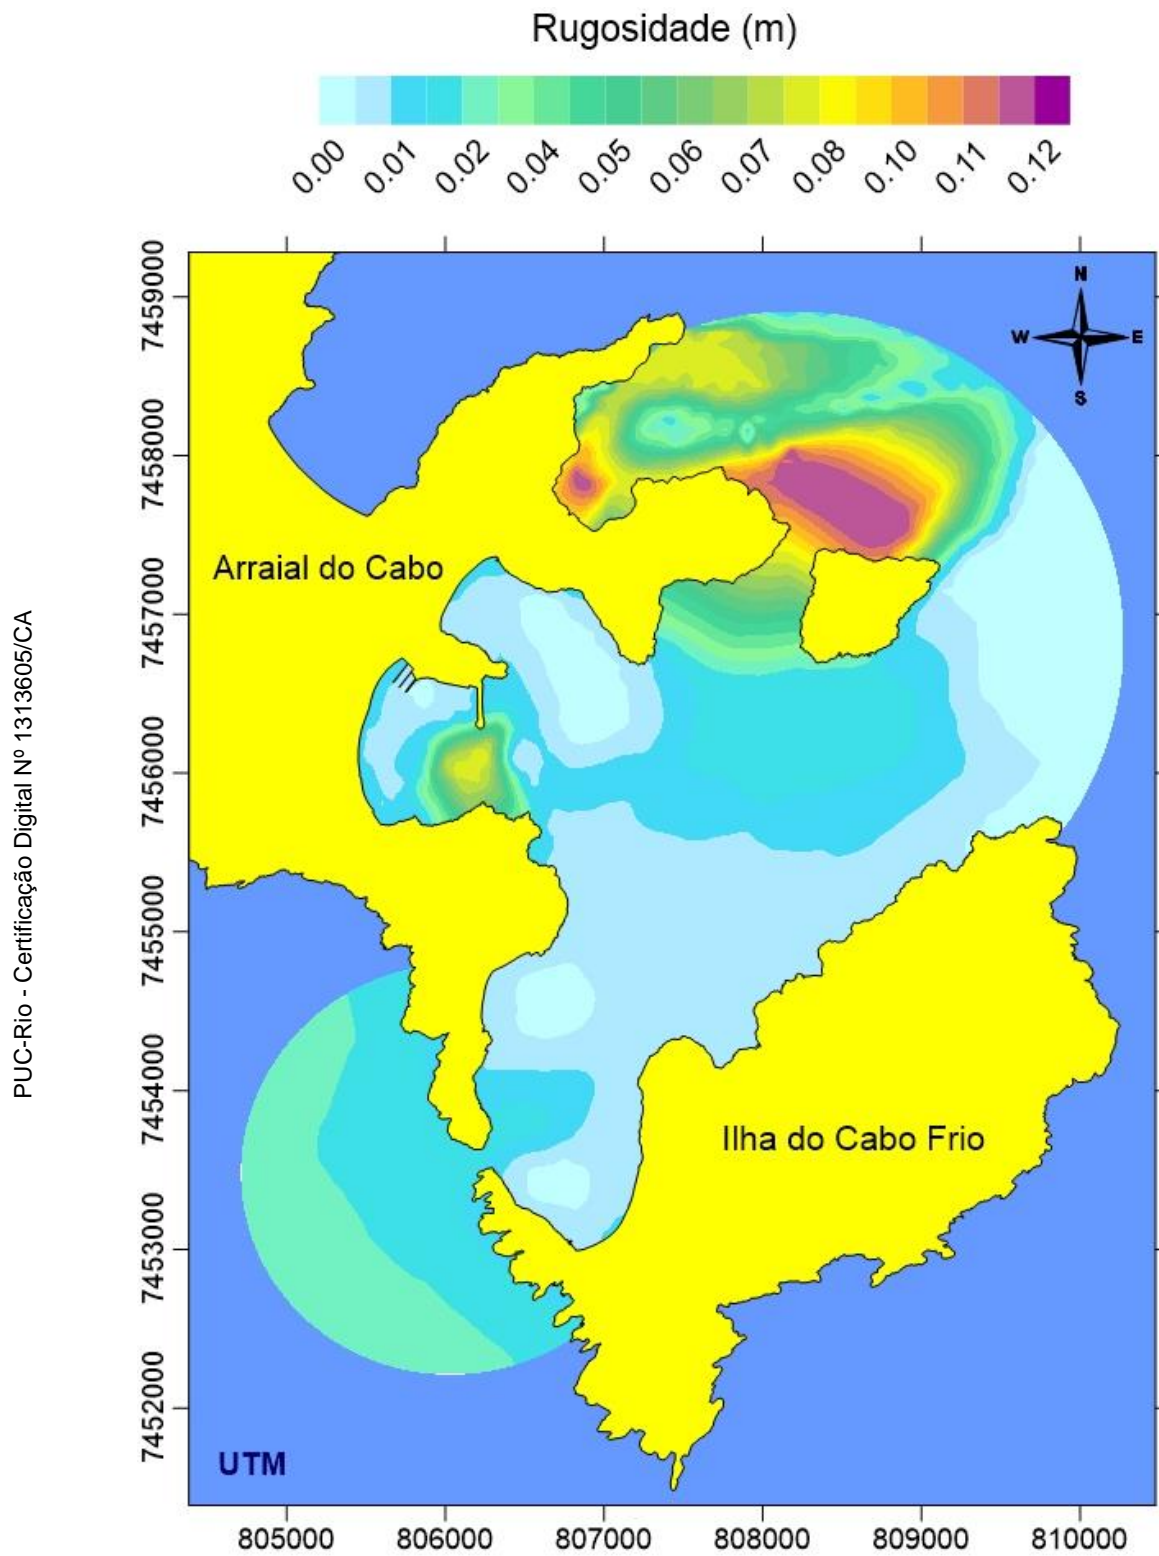 Rugosidade (m)
0.00 0.01 0.02 0.04 0.05 0.06 0.07 0.08 0.10 0.11 0.12
7459000
7458000
7457000
7456000
7455000
7454000
7453000
7452000
N
W E
S
Arraial do Cabo
Ilha do Cabo Frio
UTM
805000 806000 807000 808000 809000 810000
PUC-Rio - Certificação Digital Nº 1313605/CA